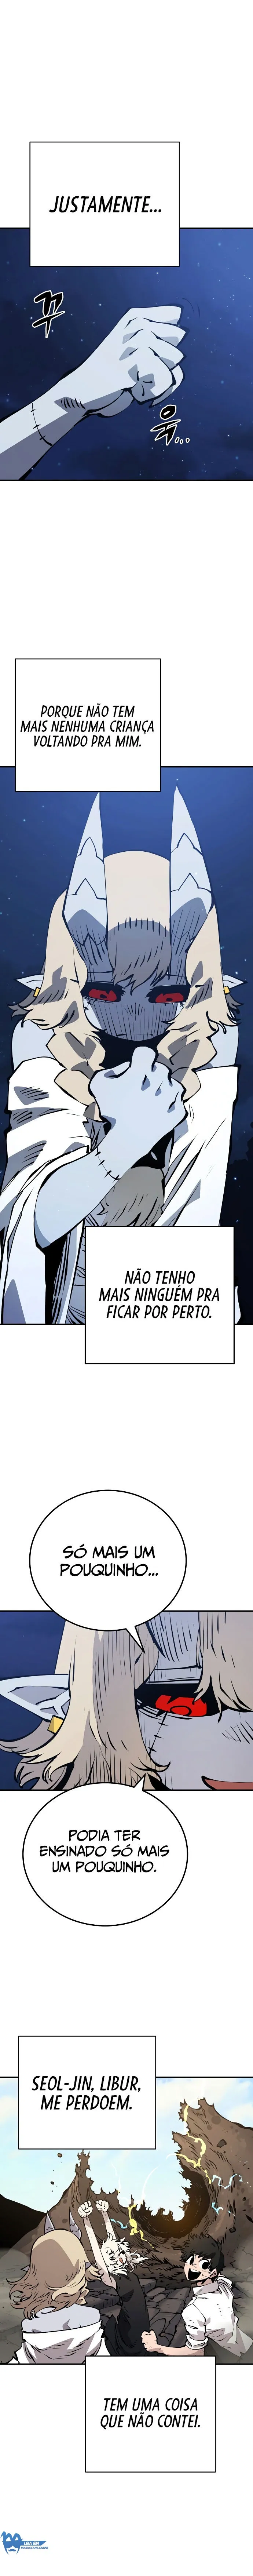 JUSTAMENTE...
꾸
욱...
PORQUE NÃO TEM
MAIS NENHUMA CRIANÇA
VOLTANDO PRA MIM.
NÃO TENHO
MAIS NINGUÉM PRA
FICAR POR PERTO.
SÓ MAIS UM
POUQUINHO...
PODIA TER
ENSINADO SÓ MAIS
UM POUQUINHO.
SEOL-JIN, LIBUR,
ME PERDOEM.
TEM UMA COISA
QUE NÃO CONTEI.